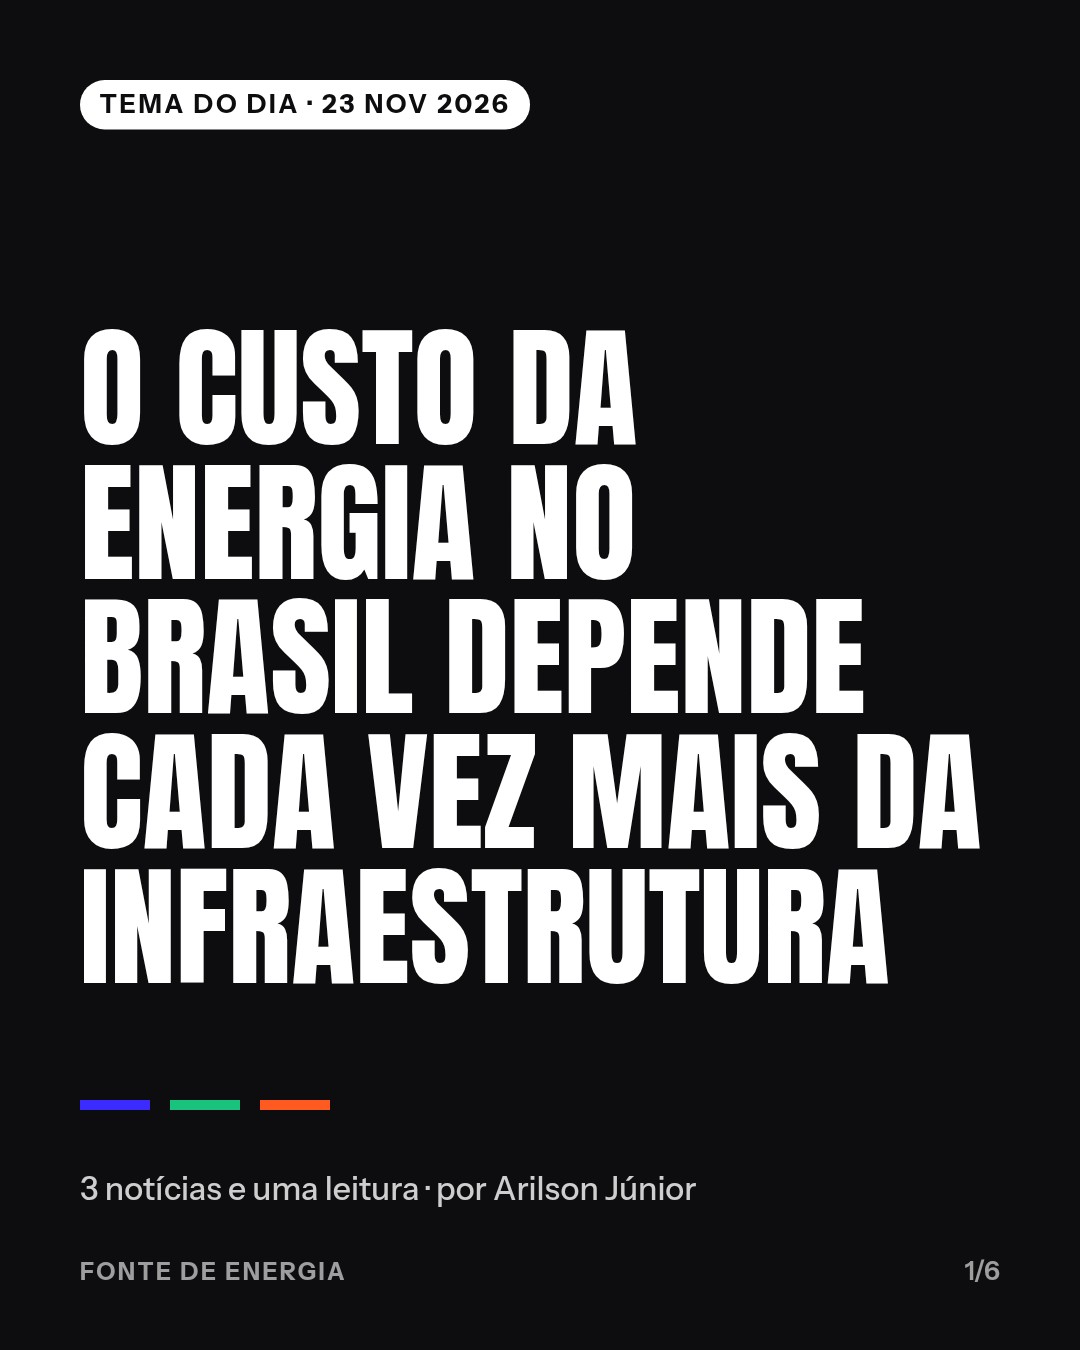 TEMA DO DIA · 23 NOV 2026
O CUSTO DA
ENERGIA NO
BRASIL DEPENDE
CADA VEZ MAIS DA
INFRAESTRUTURA
3 notícias e uma leitura · por Arilson Júnior
FONTE DE ENERGIA
1/6